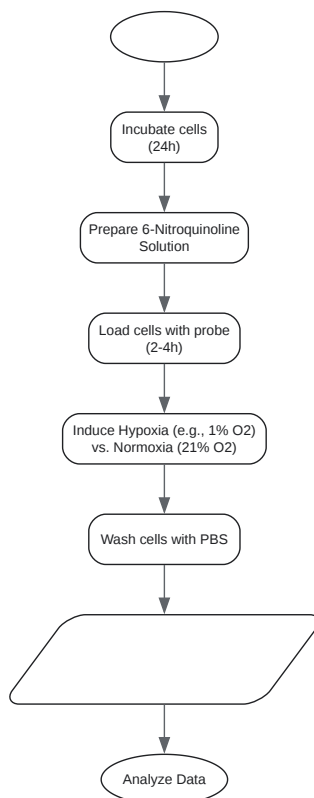 Incubate cells
(24h)
Prepare 6-Nitroquinoline
Solution
Load cells with probe
(2-4h)
Induce Hypoxia (e.g., 1% O2)
vs. Normoxia (21% O2)
Wash cells with PBS
Analyze Data